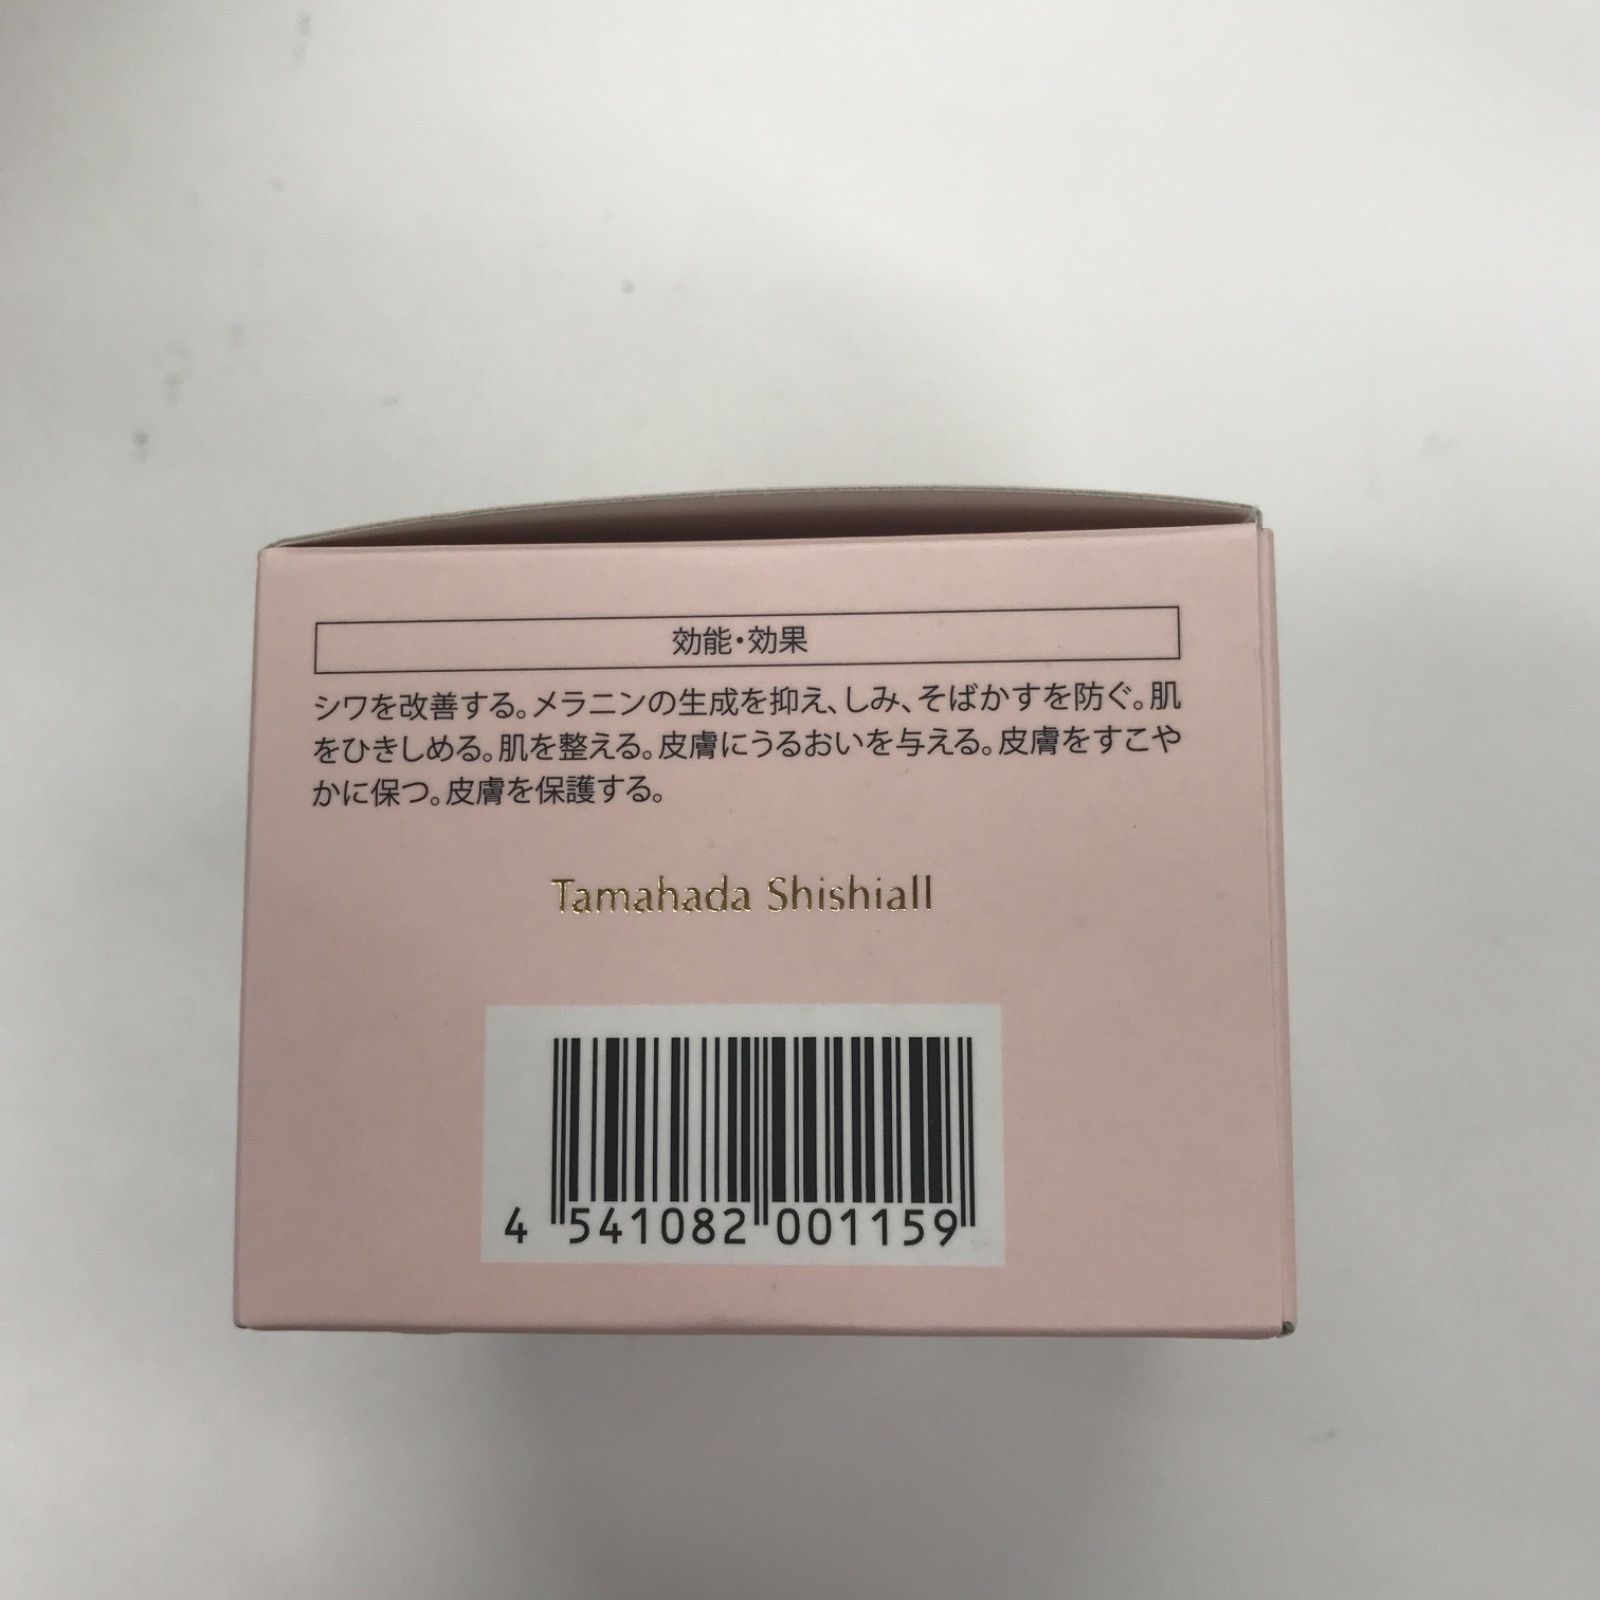 効能・効果
シワを改善する。メラニンの生成を抑え、しみ、そばかすを防ぐ。肌
をひきしめる。肌を整える。皮膚にうるおいを与える。皮膚をすこや
かに保つ。皮膚を保護する。
Tamahada Shishiall
4 541082 001159